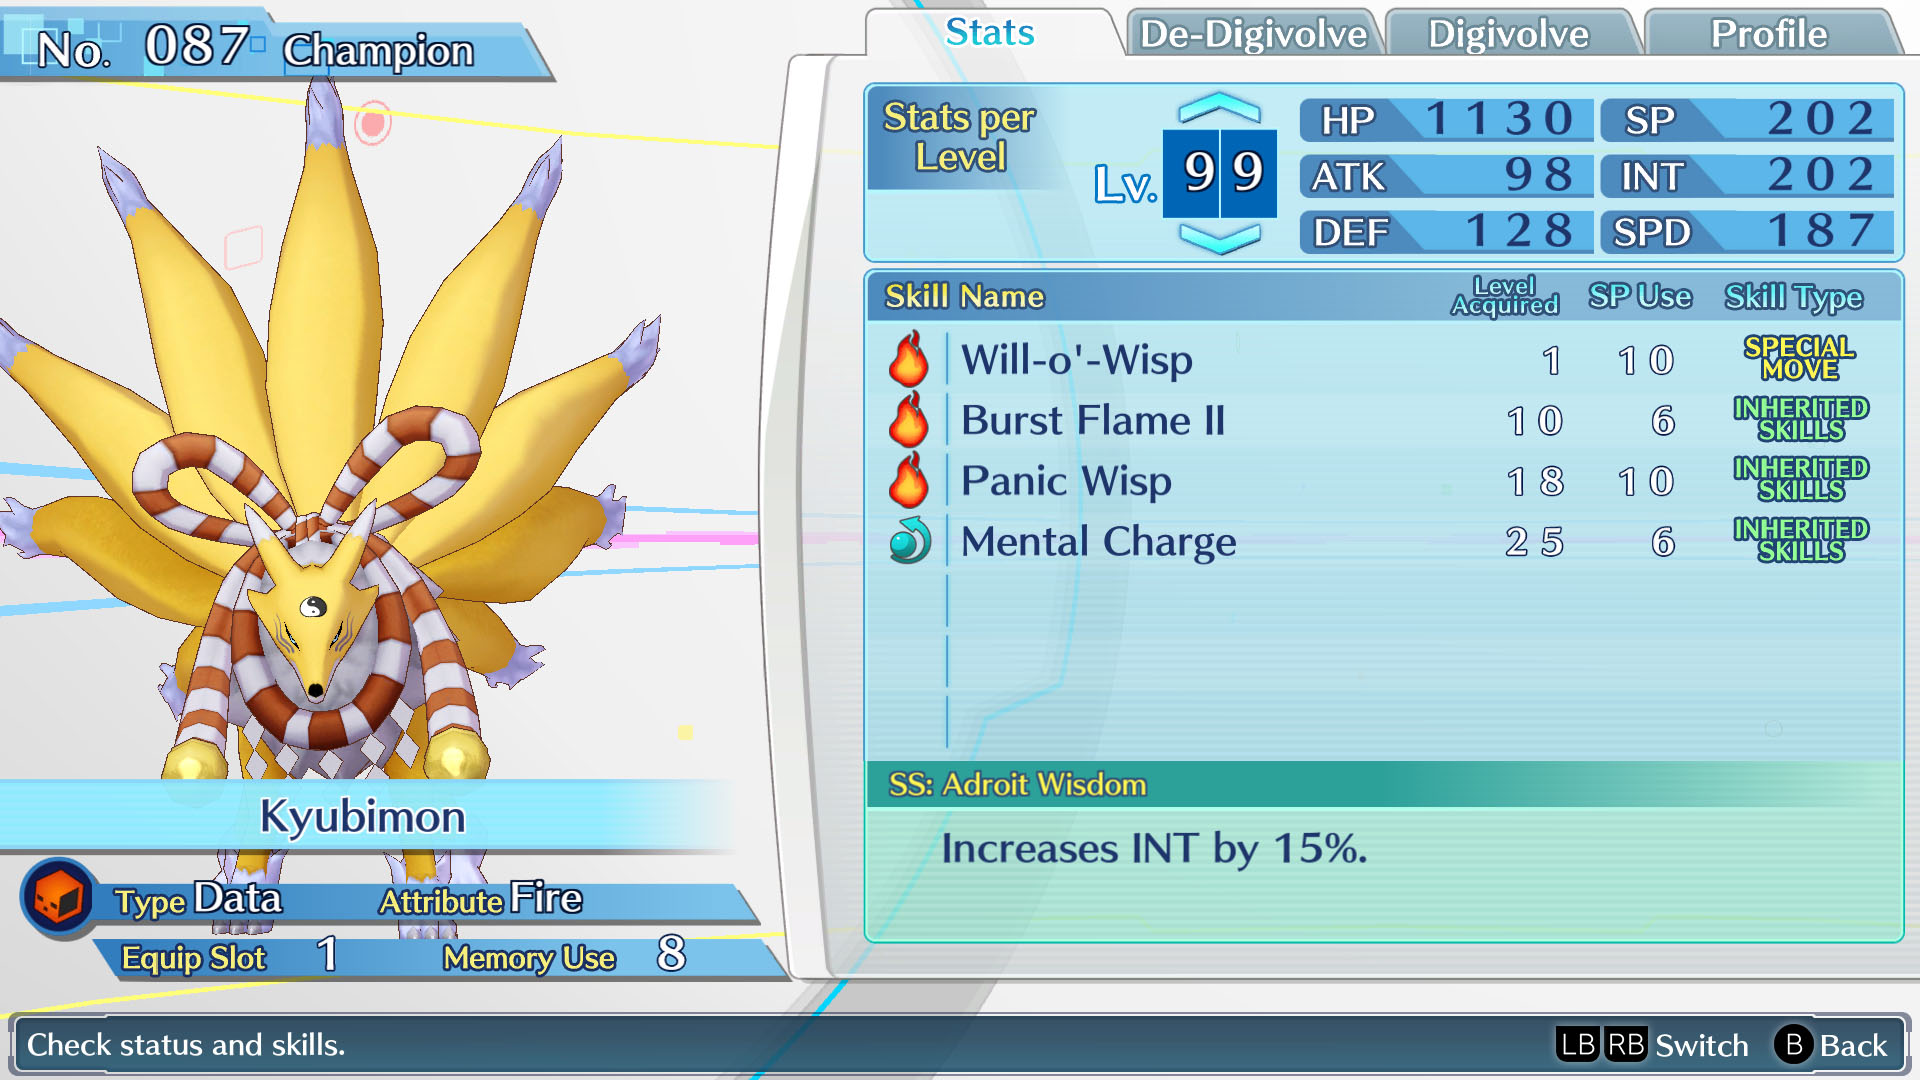 No. 087 Champion
Stats De-Digivolve Digivolve Profile
Stats per
Level
Lv. 99
HP 1130 SP 202
ATK 98 INT 202
DEF 128 SPD 187
Skill Name Level Acquired SP Use Skill Type
Will-o'-Wisp 1 10 SPECIAL MOVE
Burst Flame II 10 6 INHERITED SKILLS
Panic Wisp 18 10 INHERITED SKILLS
Mental Charge 25 6 INHERITED SKILLS
SS: Adroit Wisdom
Increases INT by 15%.
Kyubimon
Type Data Attribute Fire
Equip Slot 1 Memory Use 8
Check status and skills.
LB RB Switch B Back